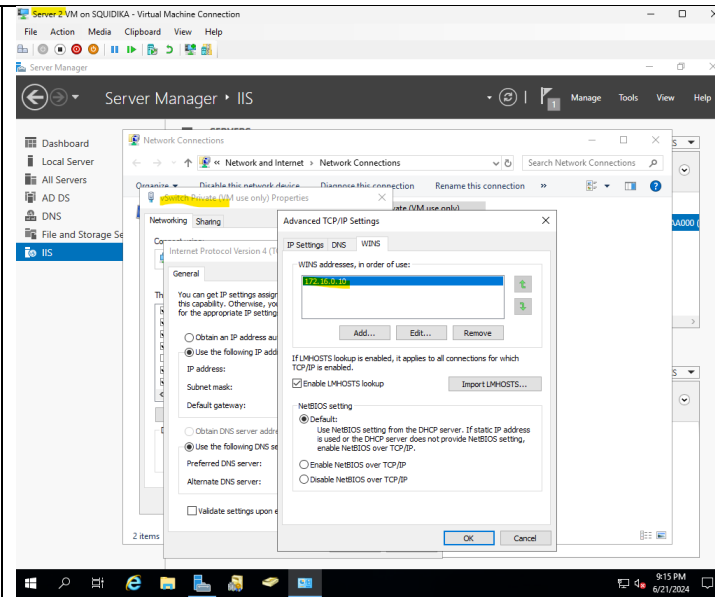 Server 2 VM on SQUIDIKA - Virtual Machine Connection
File Action Media Clipboard View Help
Server Manager
Server Manager • IIS
1
Manage Tools View Help
Dashboard
Local Server
All Servers
AD DS
DNS
File and Storage Se
IIS
Network Connections
« Network and Internet › Network Connections
Search Network Connections
Organize Disable this network device Diagnose this connection Rename this connection »
vSwitch Private (VM use only) Properties
vate (VM use only)
Networking Sharing
Internet Protocol Version 4 (T
General
You can get IP settings assigr
this capability. Otherwise, you
for the appropriate IP setting
Obtain an IP address au
Use the following IP addi
IP address:
Subnet mask:
Default gateway:
Obtain DNS server addre
Use the following DNS se
Preferred DNS server:
Alternate DNS server:
Validate settings upon e
Advanced TCP/IP Settings
IP Settings DNS WINS
WINS addresses, in order of use:
172.16.0.10
Add... Edit... Remove
If LMHOSTS lookup is enabled, it applies to all connections for which
TCP/IP is enabled.
Enable LMHOSTS lookup
Import LMHOSTS...
NetBIOS setting
Default:
Use NetBIOS setting from the DHCP server. If static IP address
is used or the DHCP server does not provide NetBIOS setting,
enable NetBIOS over TCP/IP.
Enable NetBIOS over TCP/IP
Disable NetBIOS over TCP/IP
OK Cancel
AA000 (
2 items
9:15 PM
6/21/2024